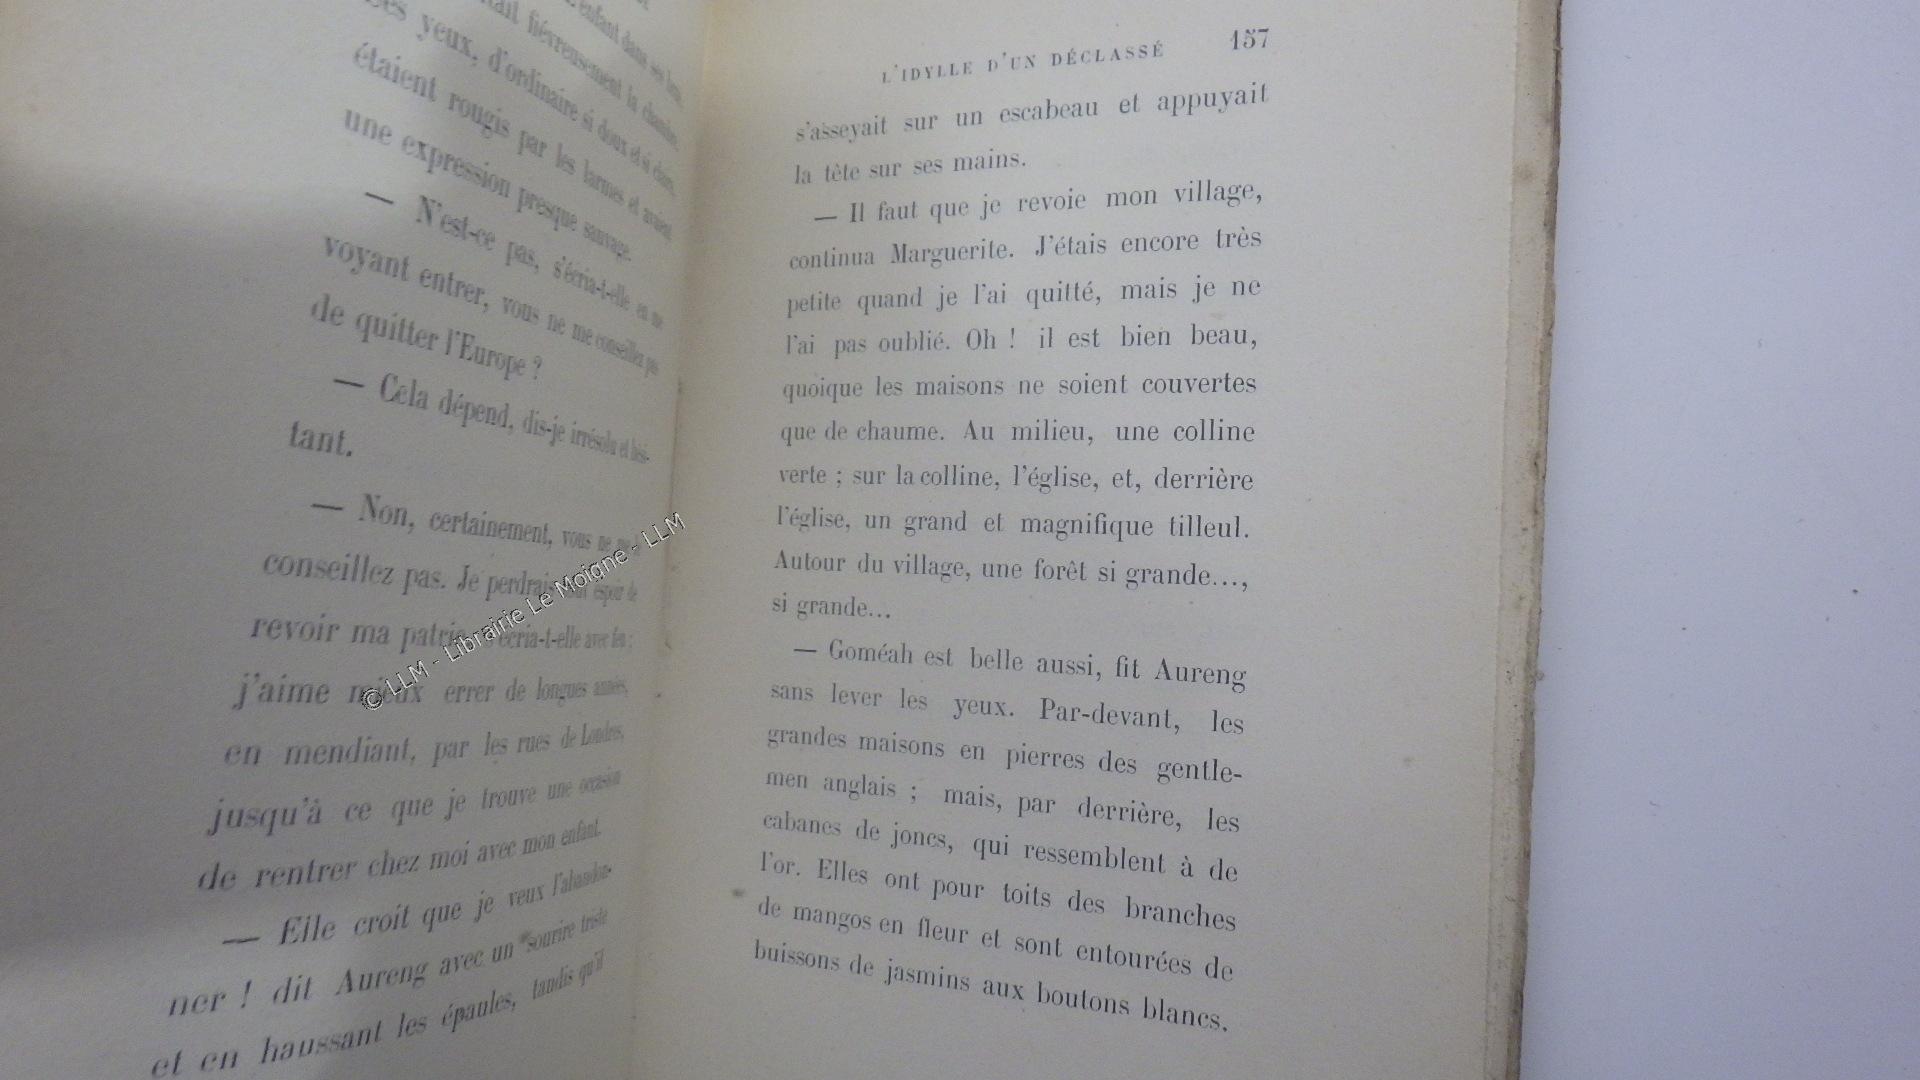 enfant dans ses bras
fiévreusement la chambre.
yeux, d'ordinaire si doux et si clairs,
étaient rougis par les larmes et avaient
une expression presque sauvage.
— N'est-ce pas, s'écria-t-elle en me
voyant entrer, vous ne me conseillez pas
de quitter l'Europe ?
— Cela dépend, dis-je irrésolu et hési-
tant.
— Non, certainement, vous ne
conseillez pas. Je perdrais espoir de
revoir ma patrie s'écria-t-elle avec feu ;
j'aime mieux errer de longues années,
en mendiant, par les rues de Londres,
jusqu'à ce que je trouve une occasion
de rentrer chez moi avec mon enfant.
— Elle croit que je veux l'abandon-
ner ! dit Aureng avec un sourire triste
et en haussant les épaules, tandis qu'il
© LLM - Librairie Le Moigne - LLM
L'IDYLLE D'UN DÉCLASSÉ 157
s'asseyait sur un escabeau et appuyait
la tête sur ses mains.
— Il faut que je revoie mon village,
continua Marguerite. J'étais encore très
petite quand je l'ai quitté, mais je ne
l'ai pas oublié. Oh ! il est bien beau,
quoique les maisons ne soient couvertes
que de chaume. Au milieu, une colline
verte ; sur la colline, l'église, et, derrière
l'église, un grand et magnifique tilleul.
Autour du village, une forêt si grande...,
si grande...
— Goméah est belle aussi, fit Aureng
sans lever les yeux. Par-devant, les
grandes maisons en pierres des gentle-
men anglais ; mais, par derrière, les
cabanes de joncs, qui ressemblent à de
l'or. Elles ont pour toits des branches
de mangos en fleur et sont entourées de
buissons de jasmins aux boutons blancs.